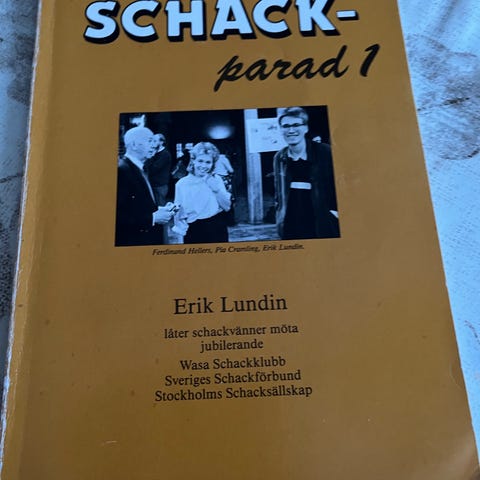 SCHACK-
parad 1
Ferdinand Hellers, Pia Cramling, Erik Lundin.
Erik Lundin
låter schackvänner möta
jubilerande
Wasa Schackklubb
Sveriges Schackförbund
Stockholms Schacksällskap